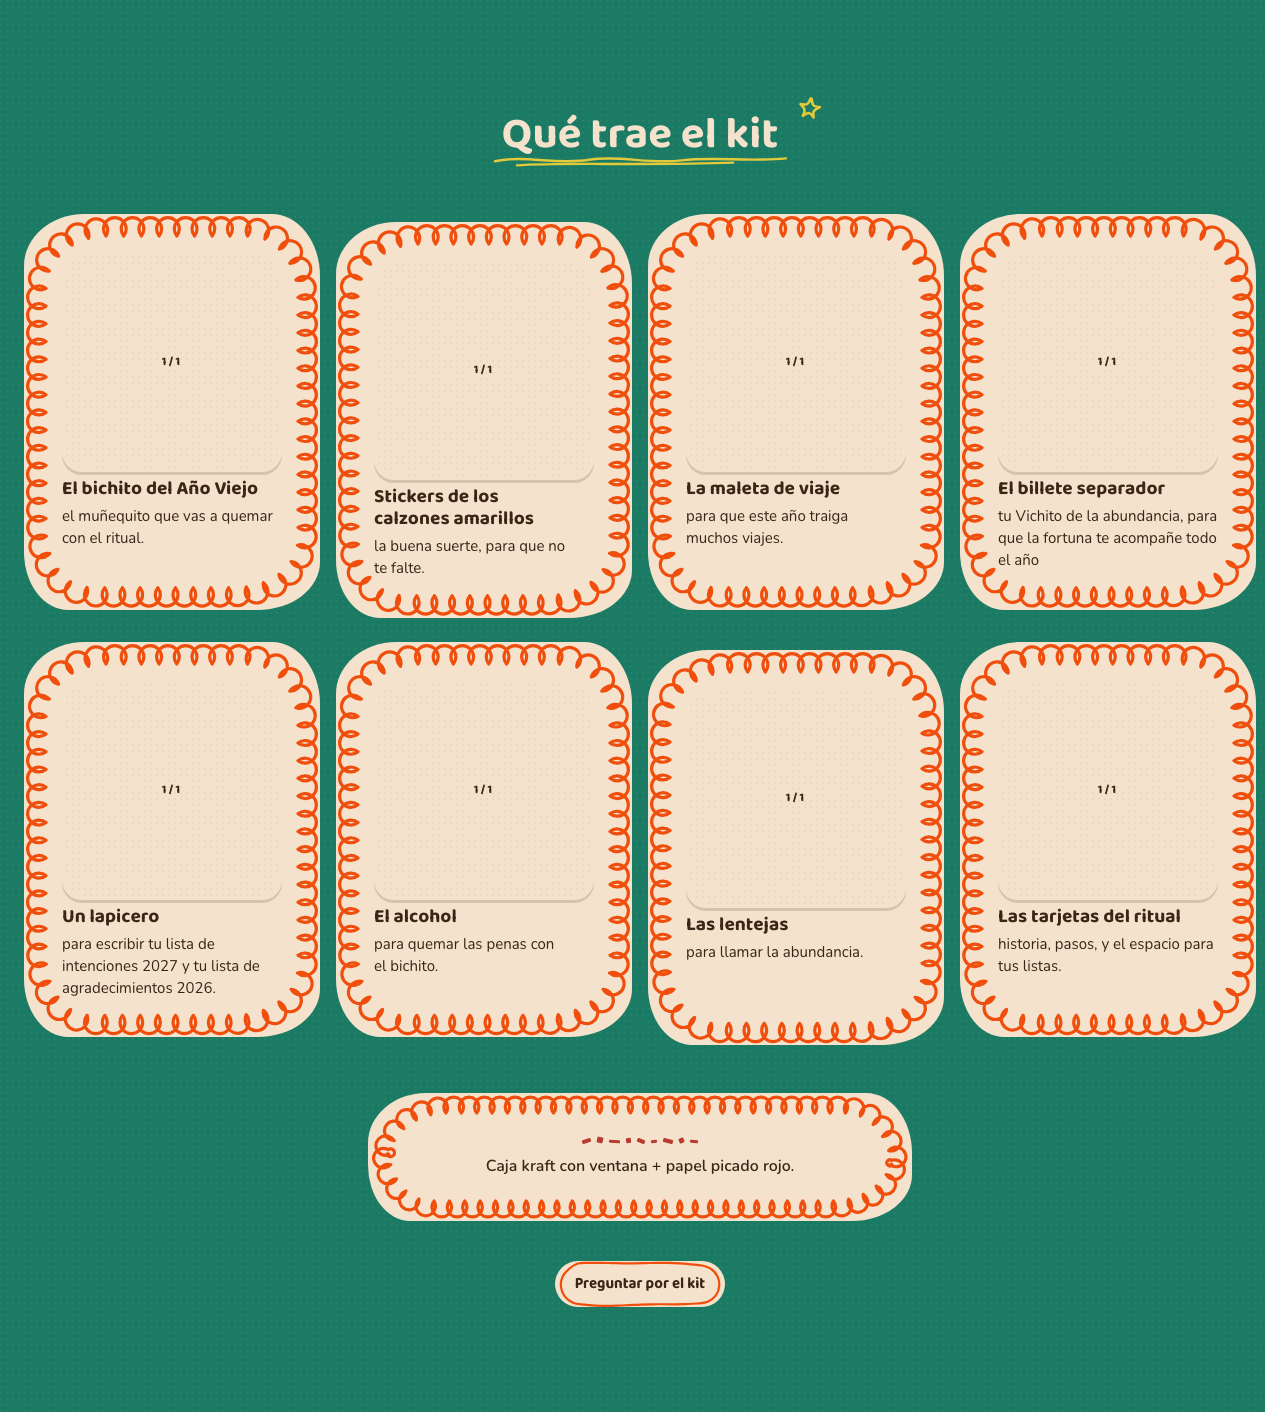 Qué trae el kit
1/1
El bichito del Año Viejo
el muñequito que vas a quemar
con el ritual.
1/1
Stickers de los
calzones amarillos
la buena suerte, para que no
te falte.
1/1
La maleta de viaje
para que este año traiga
muchos viajes.
1/1
El billete separador
tu Vichito de la abundancia, para
que la fortuna te acompañe todo
el año
1/1
Un lapicero
para escribir tu lista de
intenciones 2027 y tu lista de
agradecimientos 2026.
1/1
El alcohol
para quemar las penas con
el bichito.
1/1
Las lentejas
para llamar la abundancia.
1/1
Las tarjetas del ritual
historia, pasos, y el espacio para
tus listas.
Caja kraft con ventana + papel picado rojo.
Preguntar por el kit